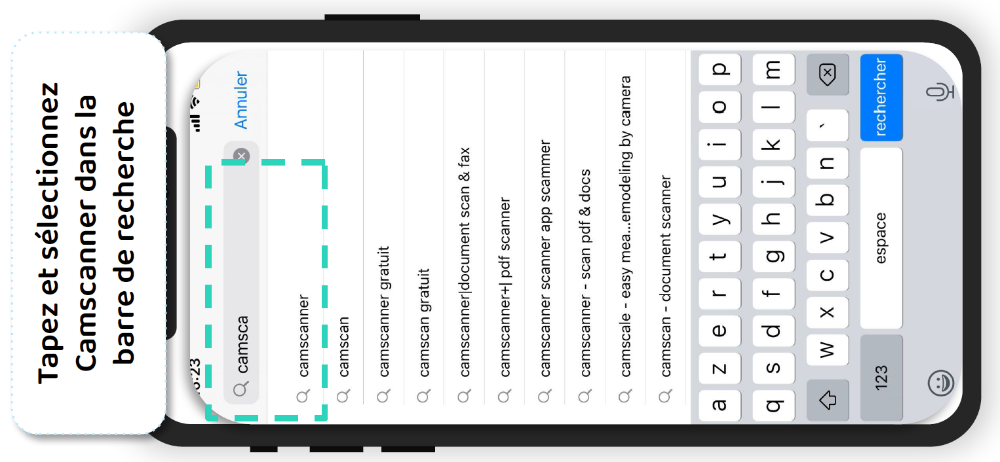 Tapez et sélectionnez
Camscanner dans la
barre de recherche
camsca
Annuler
camscanner
camscan
camscanner gratuit
camscan gratuit
camscanner|document scan & fax
camscanner+| pdf scanner
camscanner scanner app scammer
camscanner - scan pdf & docs
camscale - easy mea...emodeling by camera
camscan - document scanner
a z e r t y u i o p
q s d f g h j k l m
w x c v b n `
123 espace rechercher